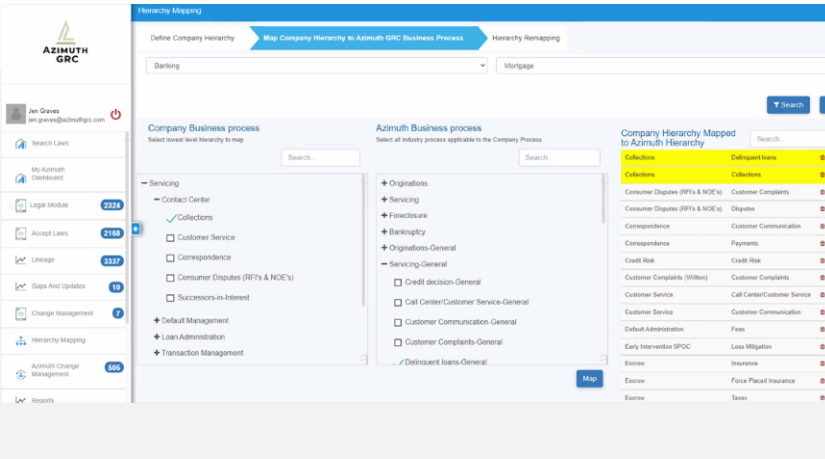 Hierarchy Mapping
AZIMUTH
GRC
Define Company Heirarchy
Map Company Hierarchy to Azimuth GRC Business Process
Hierarchy Remapping
Banking
Mortgage
Jen Graves
jen.graves@azimuthgrc.com
Search
Search Laws
My Azimuth
Dashboard
Legal Module 2324
Accept Laws 2168
Lineage 3337
Gaps And Updates 10
Change Management 7
Hierarchy Mapping
Azimuth Change
Management 505
Reports
Company Business process
Select lowest level hierarchy to map
Search..
Servicing
Contact Center
Collections
Customer Service
Correspondence
Consumer Disputes (RFI's & NOE's)
Successors-in-Interest
Default Management
Loan Administration
Transaction Management
Azimuth Business process
Select all industry process applicable to the Company Process
Search..
Originations
Servicing
Foreclosure
Bankruptcy
Originations-General
Servicing-General
Credit decision-General
Call Center/Customer Service-General
Customer Communication-General
Customer Complaints-General
Delinquent loans-General
Map
Company Hierarchy Mapped
to Azimuth Hierarchy
Search..
Collections Delinquent loans
Collections Collections
Consumer Disputes (RFI's & NOE's) Customer Complaints
Consumer Disputes (RFI's & NOE's) Disputes
Correspondence Customer Communication
Correspondence Payments
Credit Risk Credit Risk
Customer Complaints (Written) Customer Complaints
Customer Service Call Center/Customer Service
Customer Service Customer Communication
Default Administration Fees
Early Intervention SPOC Loss Mitigation
Escrow Insurance
Escrow Force Placed Insurance
Escrow Taxes